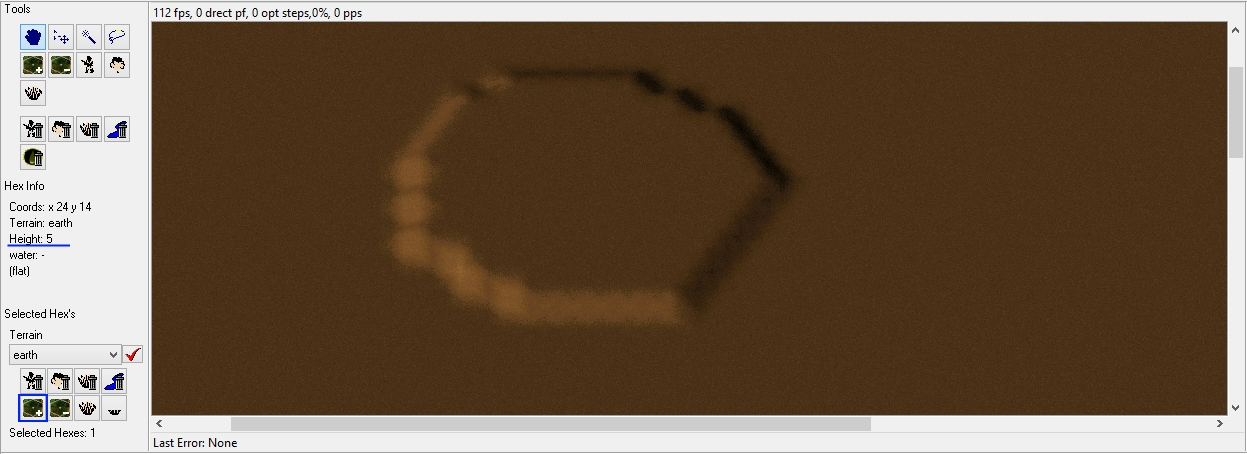 Tools
112 fps, 0 drect pf, 0 opt steps,0%, 0 pps
Hex Info
Coords: x 24 y 14
Terrain: earth
Height: 5
water: -
(flat)
Selected Hex's
Terrain
earth
Selected Hexes: 1
Last Error: None